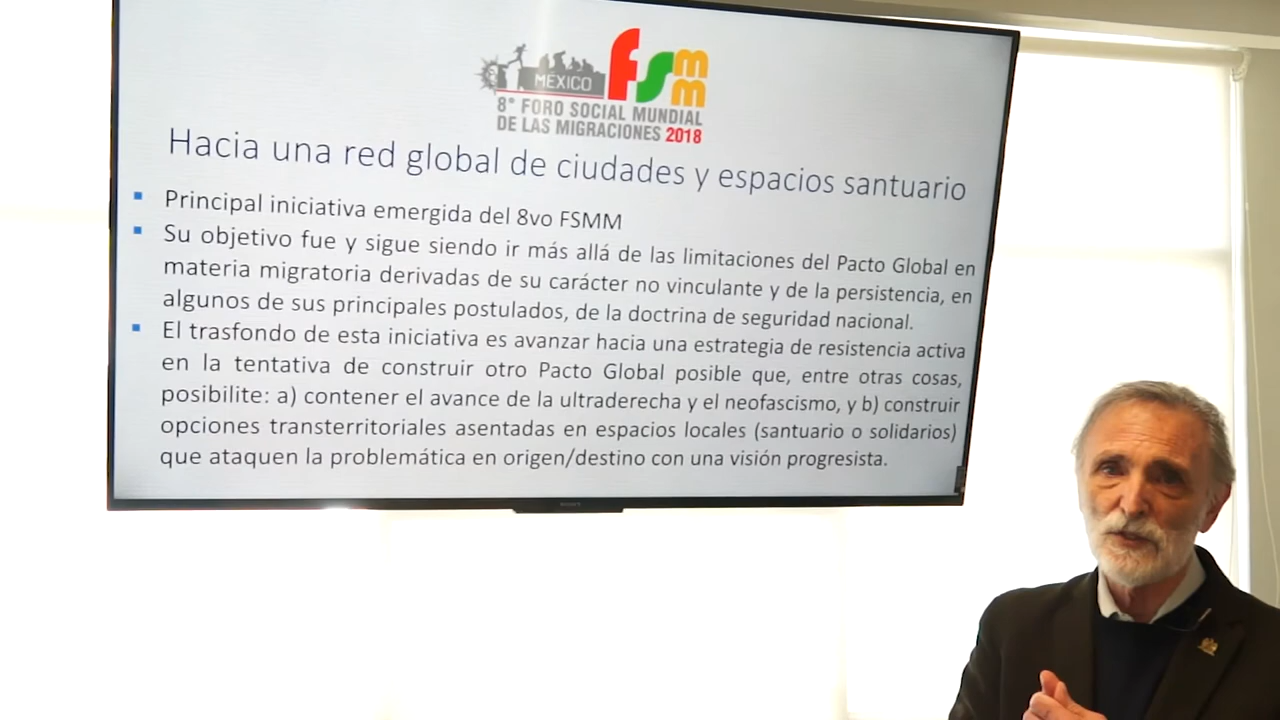 MÉXICO
fsmm
8° FORO SOCIAL MUNDIAL
DE LAS MIGRACIONES 2018
Hacia una red global de ciudades y espacios santuario
Principal iniciativa emergida del 8vo FSMM
Su objetivo fue y sigue siendo ir más allá de las limitaciones del Pacto Global en
materia migratoria derivadas de su carácter no vinculante y de la persistencia, en
algunos de sus principales postulados, de la doctrina de seguridad nacional.
El trasfondo de esta iniciativa es avanzar hacia una estrategia de resistencia activa
en la tentativa de construir otro Pacto Global posible que, entre otras cosas,
posibilite: a) contener el avance de la ultraderecha y el neofascismo, y b) construir
opciones transterritoriales asentadas en espacios locales (santuario o solidarios)
que ataquen la problemática en origen/destino con una visión progresista.
SONY